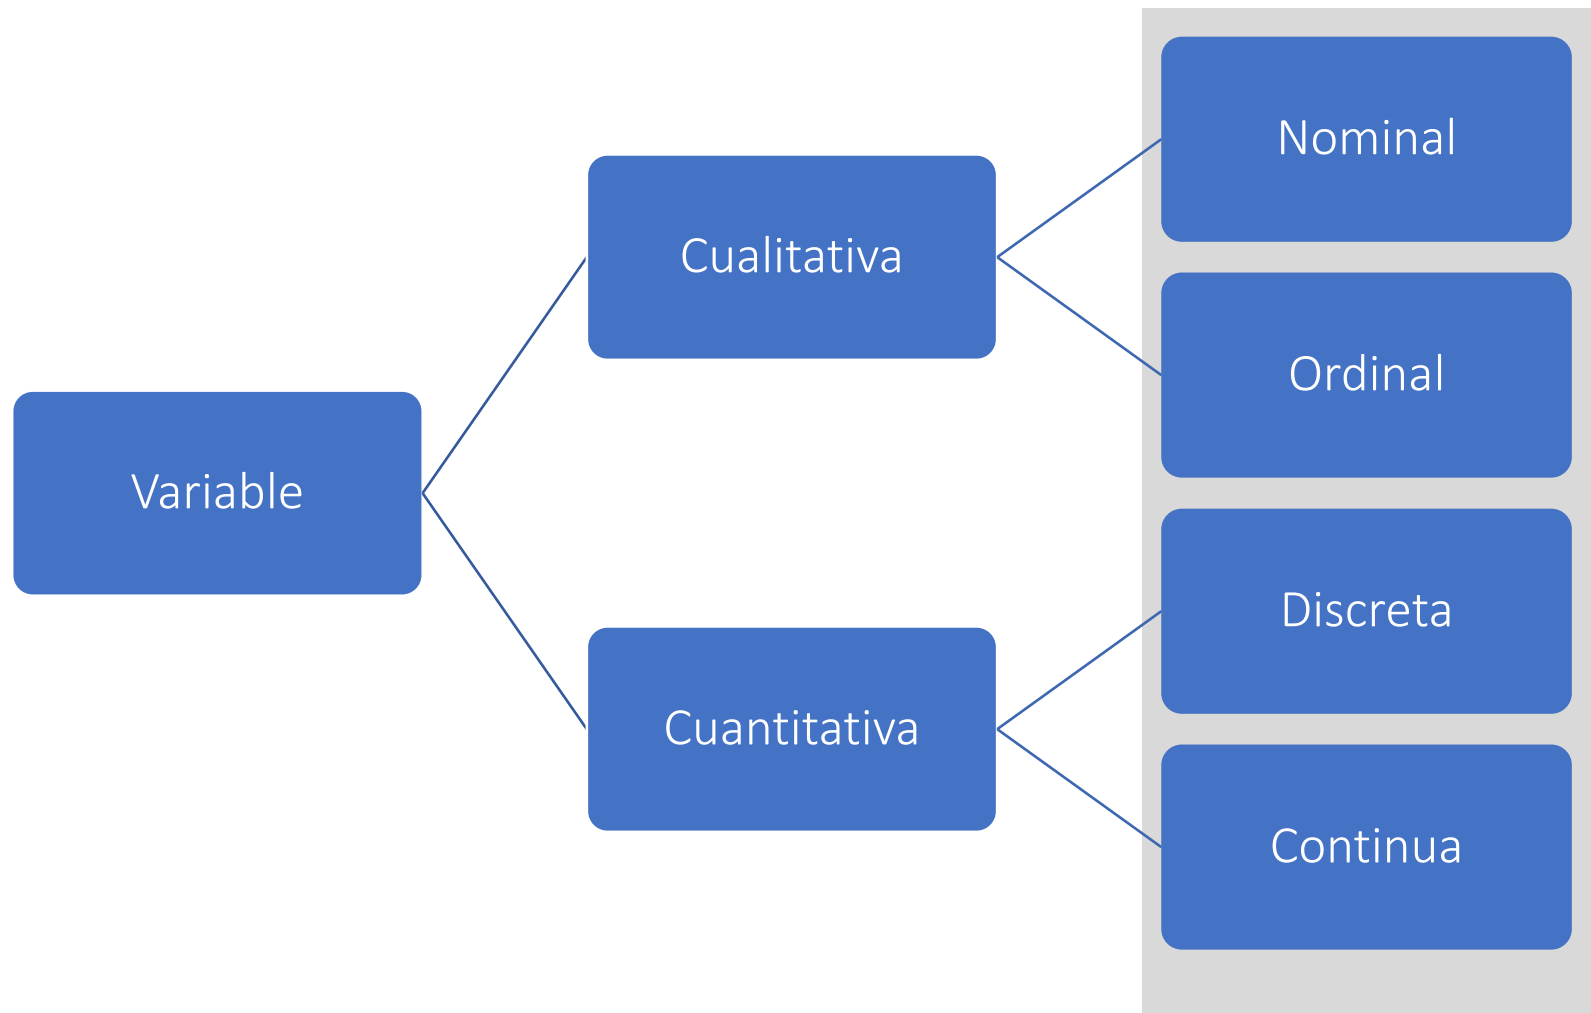 Variable
Cualitativa
Nominal
Ordinal
Cuantitativa
Discreta
Continua